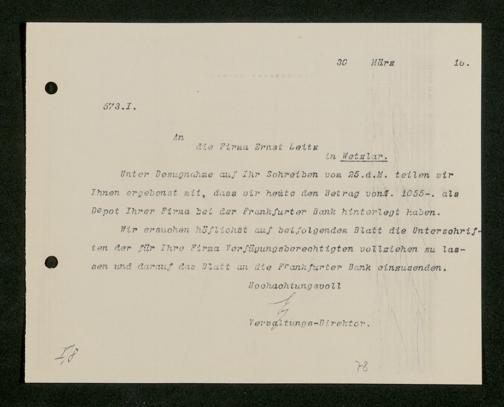 30 März 16.
573.I.
An
die Firma Ernst Leitz
in Wetzlar.
Unter Bezugnahme auf Ihr Schreiben vom 25.d.M. teilen wir
Ihnen ergebenst mit, dass wir heute den Betrag von 1055-. als
Depot Ihrer Firma bei der Frankfurter Bank hinterlegt haben.
Wir ersuchen höflichst auf beifolgendem Blatt die Unterschrif-
ten der für Ihre Firma Verfügungsberechtigten vollziehen zu las-
sen und darauf das Blatt an die Frankfurter Bank einzusenden.
Hochachtungsvoll
Verwaltungs-Direktor.
I/8
78